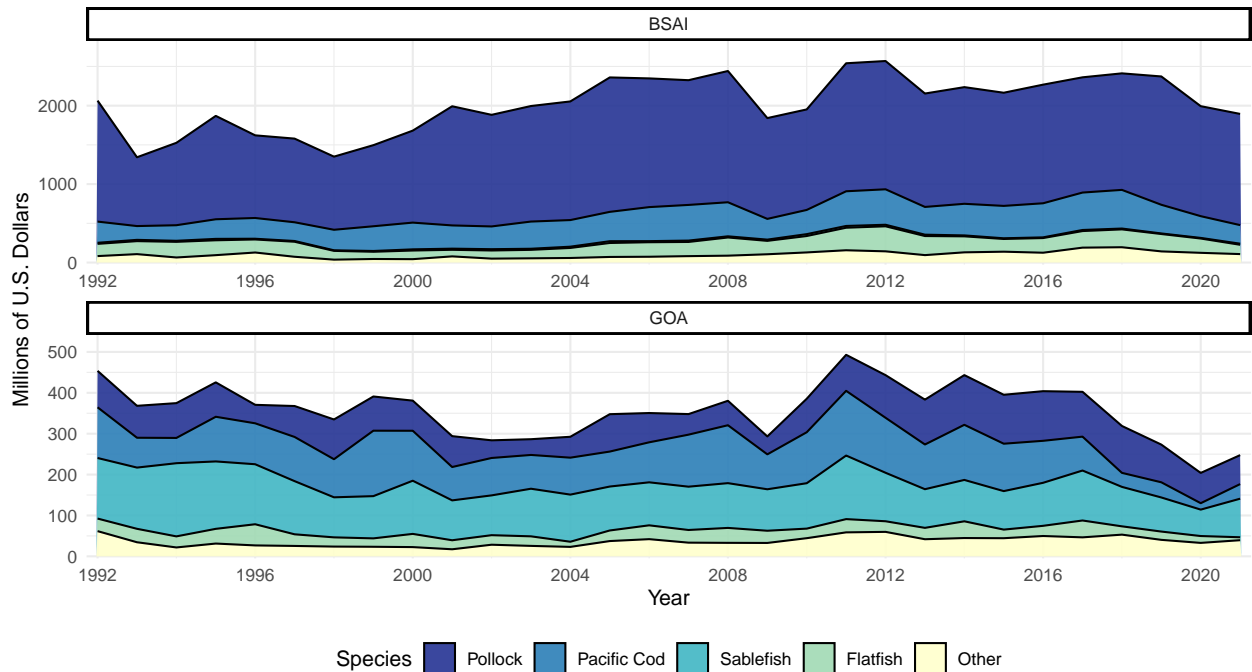 BSAI
2000
1000
0
1992 1996 2000 2004 2008 2012 2016 2020
GOA
500
400
300
200
100
0
1992 1996 2000 2004 2008 2012 2016 2020
Year
Millions of U.S. Dollars
Species Pollock Pacific Cod Sablefish Flatfish Other